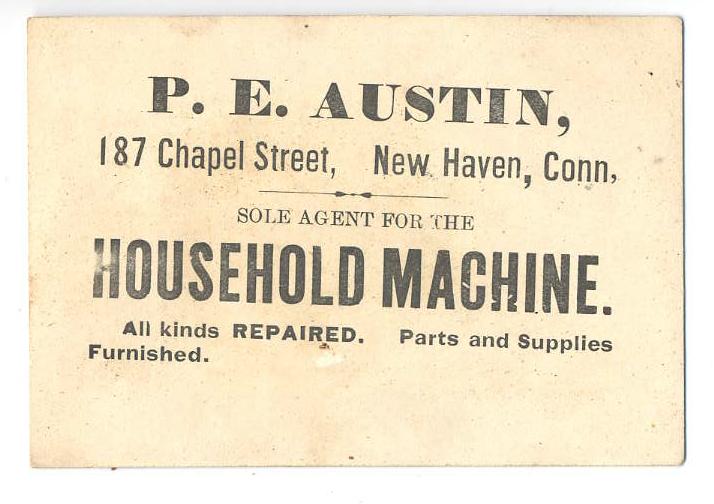 P. E. AUSTIN,
187 Chapel Street, New Haven, Conn,
SOLE AGENT FOR THE
HOUSEHOLD MACHINE.
All kinds REPAIRED. Parts and Supplies
Furnished.